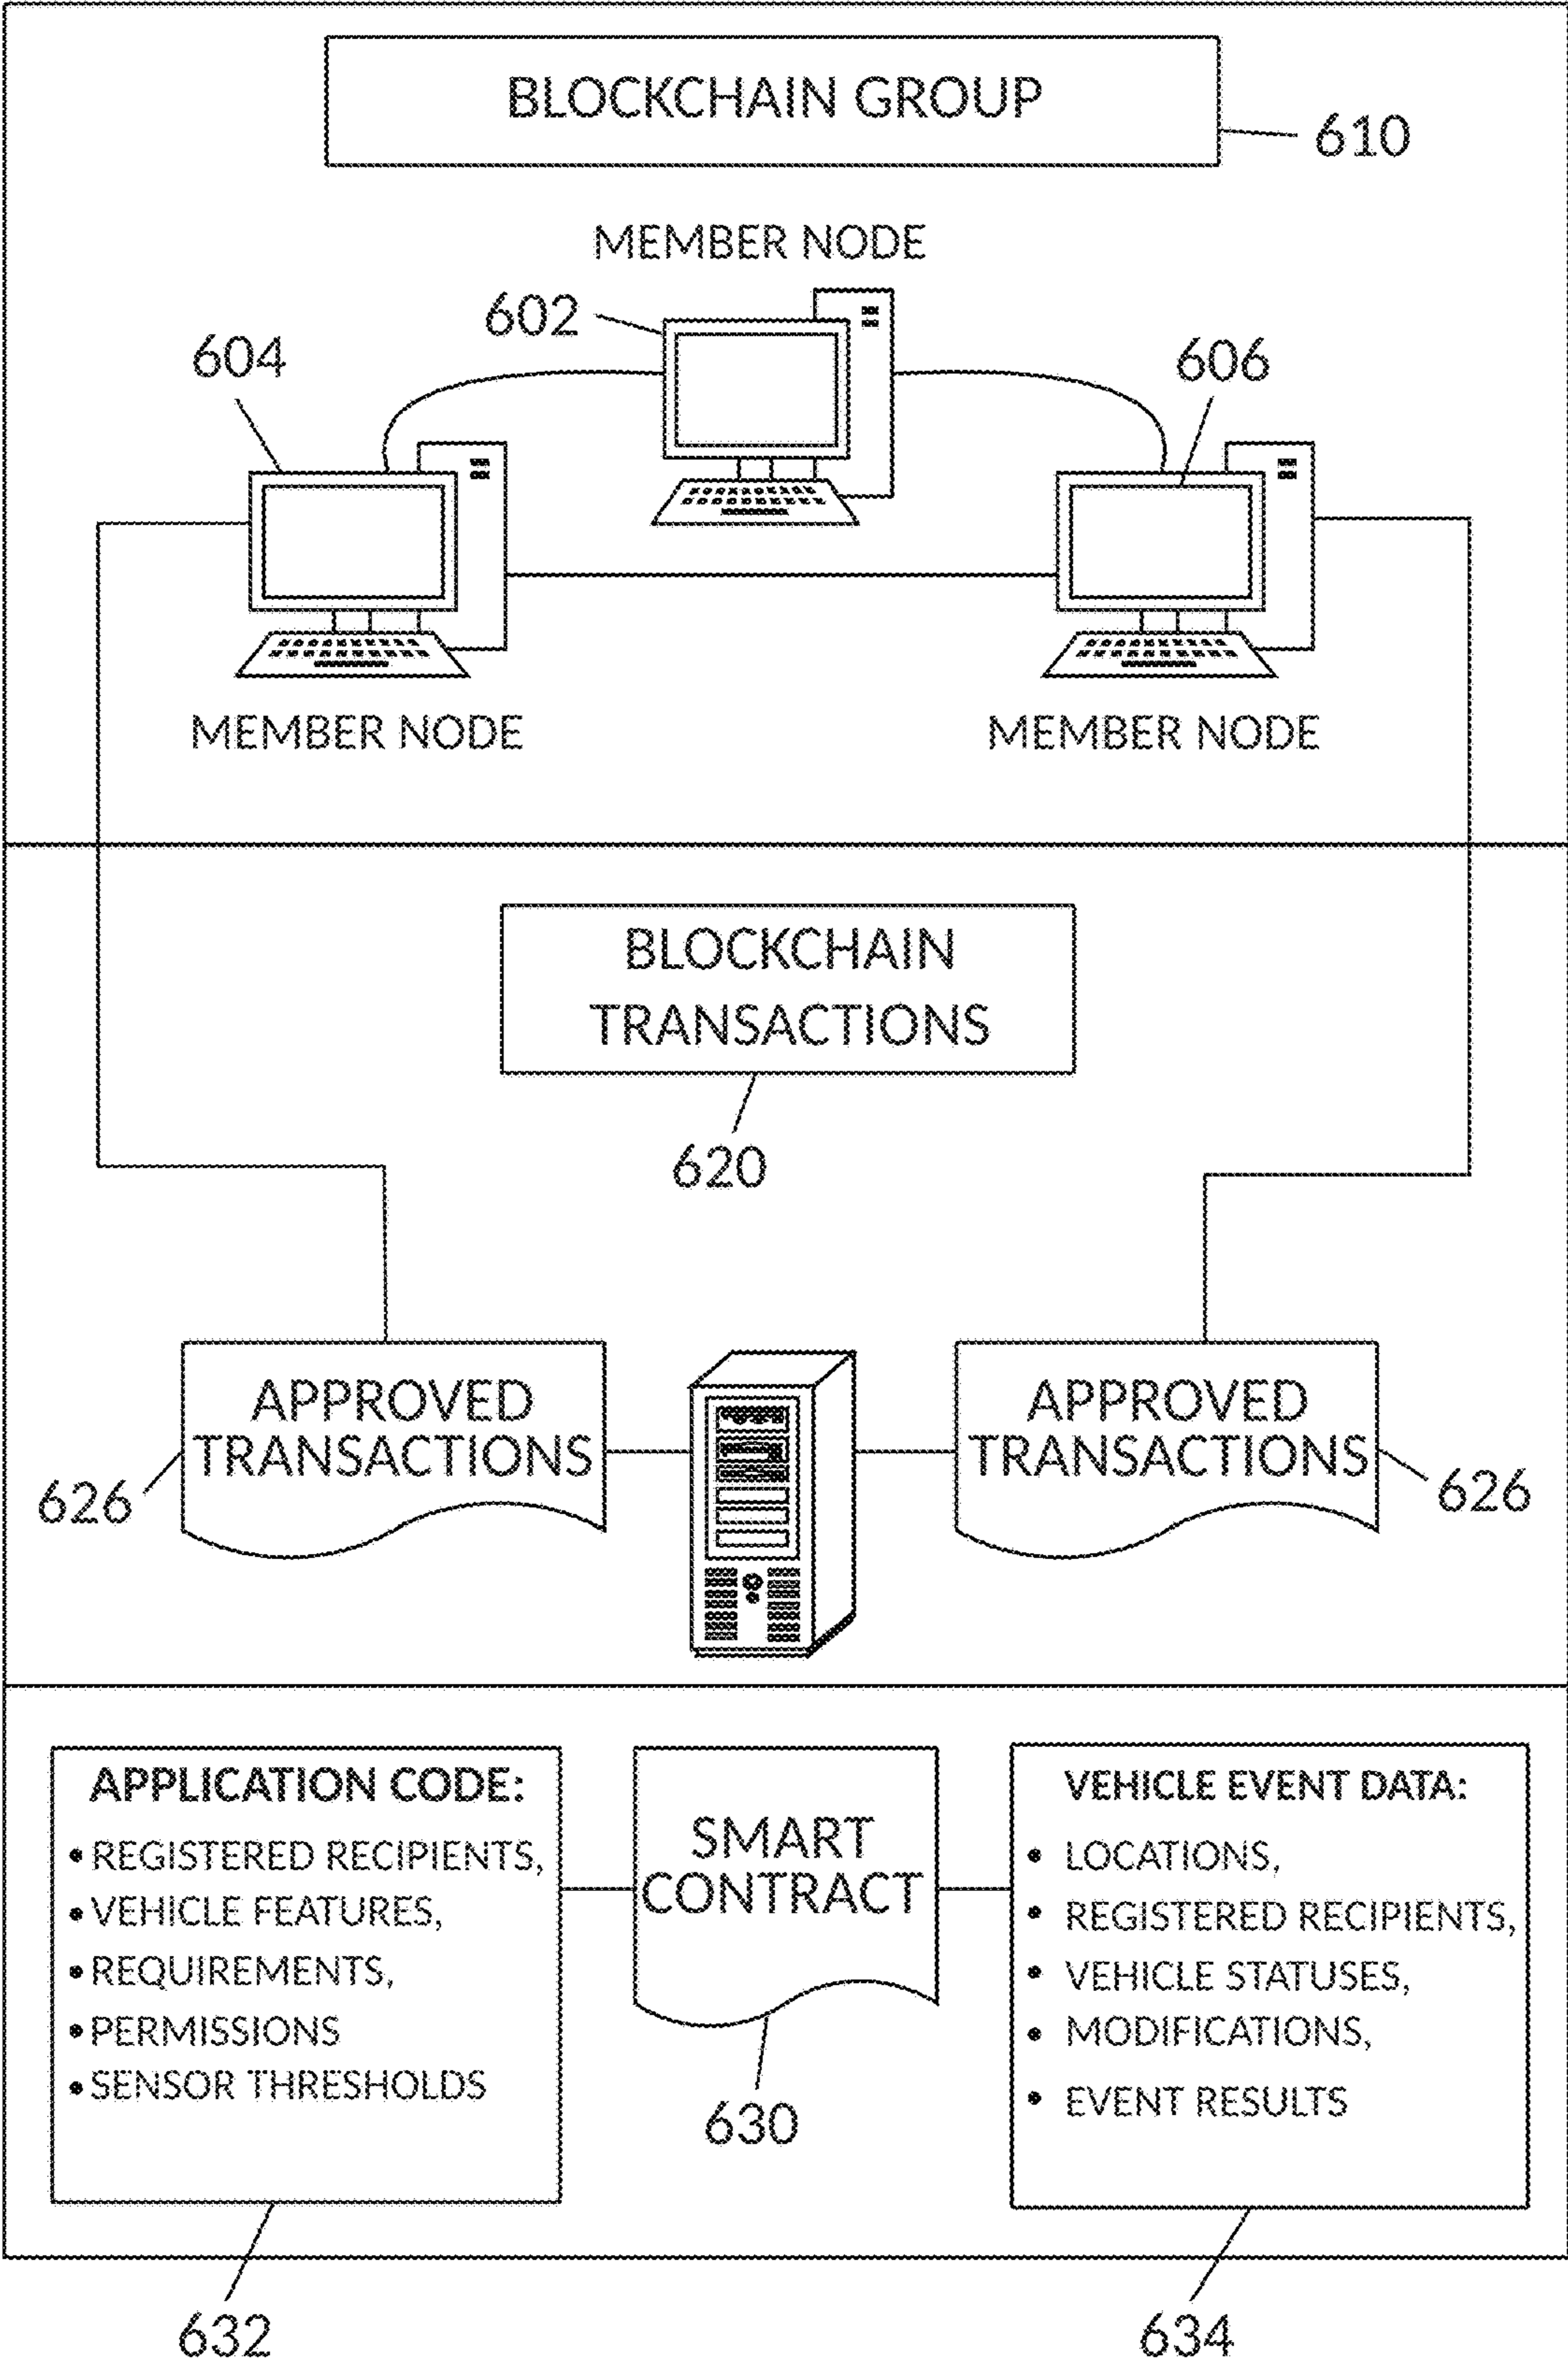 BLOCKCHAIN GROUP
610
MEMBER NODE
602
604
606
MEMBER NODE
MEMBER NODE
BLOCKCHAIN
TRANSACTIONS
620
APPROVED
TRANSACTIONS
626
APPROVED
TRANSACTIONS
626
APPLICATION CODE:
• REGISTERED RECIPIENTS,
• VEHICLE FEATURES,
• REQUIREMENTS,
• PERMISSIONS
• SENSOR THRESHOLDS
632
SMART
CONTRACT
630
VEHICLE EVENT DATA:
• LOCATIONS,
• REGISTERED RECIPIENTS,
• VEHICLE STATUSES,
• MODIFICATIONS,
• EVENT RESULTS
634